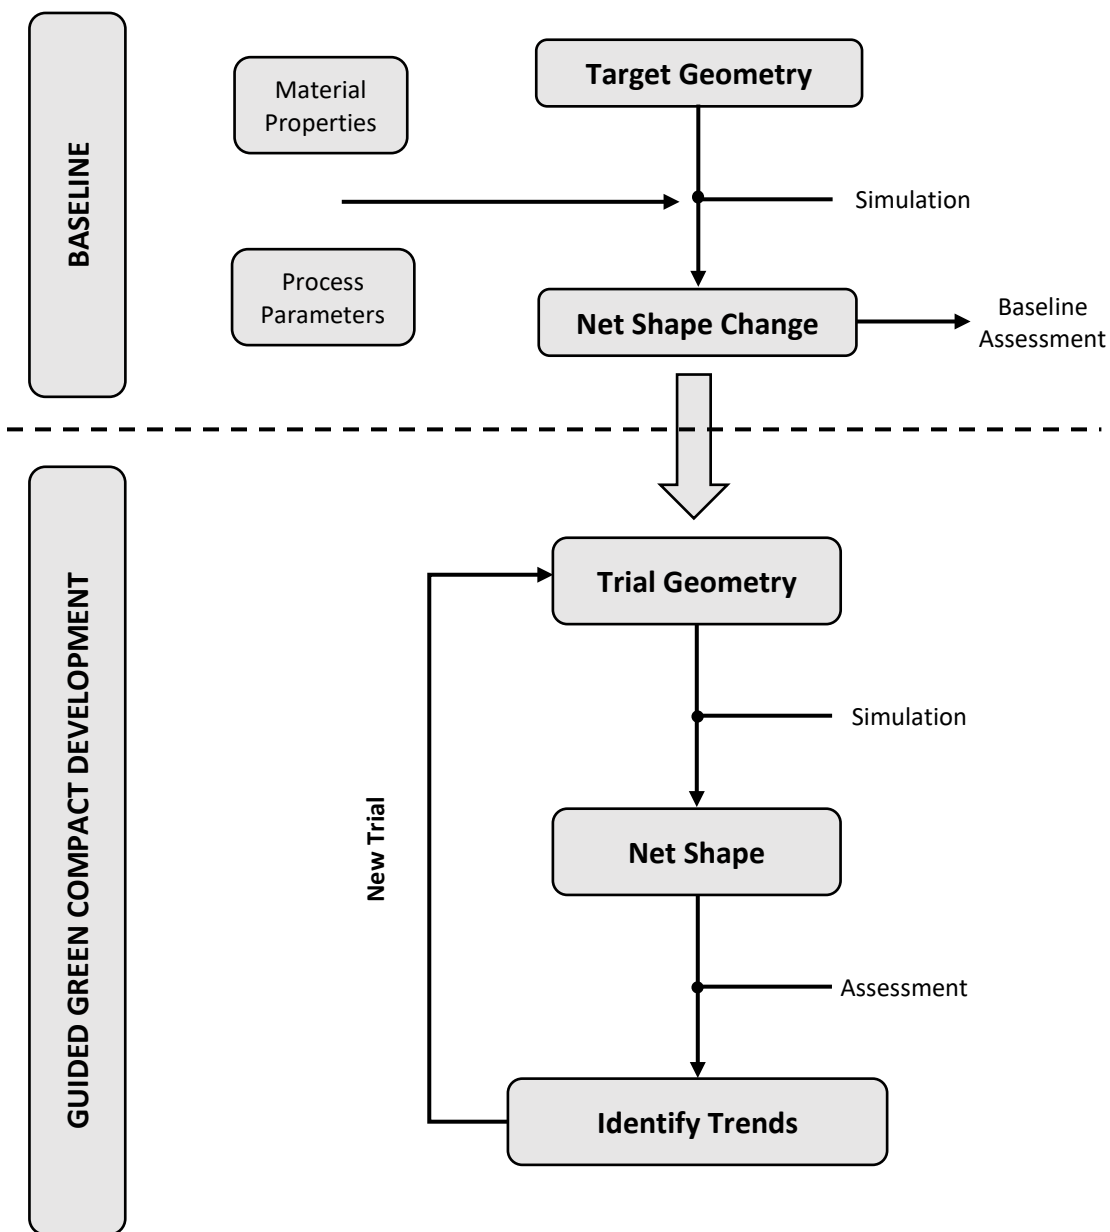 BASELINE
Material
Properties
Target Geometry
Simulation
Process
Parameters
Net Shape Change
Baseline
Assessment
GUIDED GREEN COMPACT DEVELOPMENT
Trial Geometry
Simulation
New Trial
Net Shape
Assessment
Identify Trends